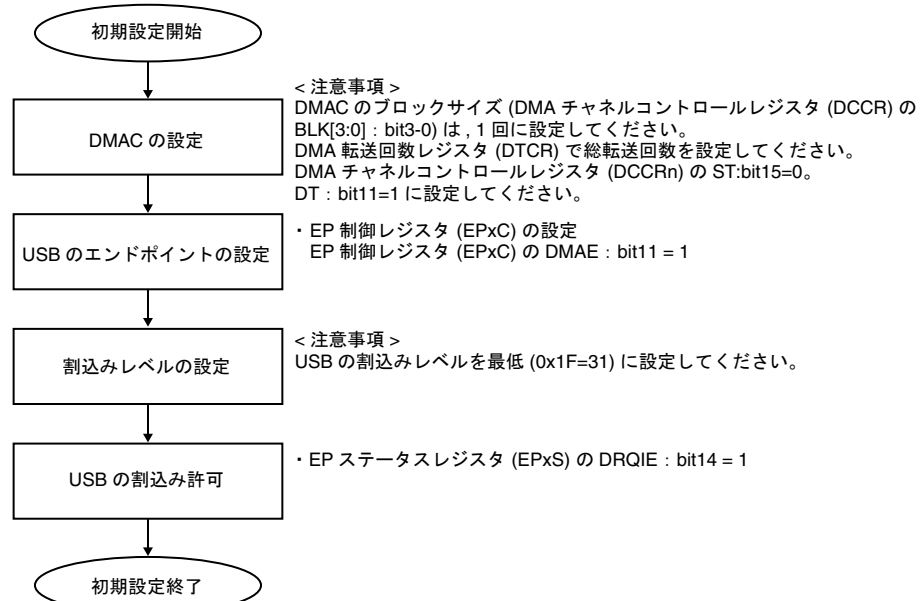 初期設定開始
DMAC の設定
< 注意事項 >
DMAC のブロックサイズ (DMA チャネルコントロールレジスタ (DCCR) の
BLK[3:0] : bit3-0) は , 1 回に設定してください。
DMA 転送回数レジスタ (DTCR) で総転送回数を設定してください。
DMA チャネルコントロールレジスタ (DCCRn) の ST:bit15=0。
DT : bit11=1 に設定してください。
USB のエンドポイントの設定
・ EP 制御レジスタ (EPxC) の設定
EP 制御レジスタ (EPxC) の DMAE : bit11 = 1
割込みレベルの設定
< 注意事項 >
USB の割込みレベルを最低 (0x1F=31) に設定してください。
USB の割込み許可
・ EP ステータスレジスタ (EPxS) の DRQIE : bit14 = 1
初期設定終了